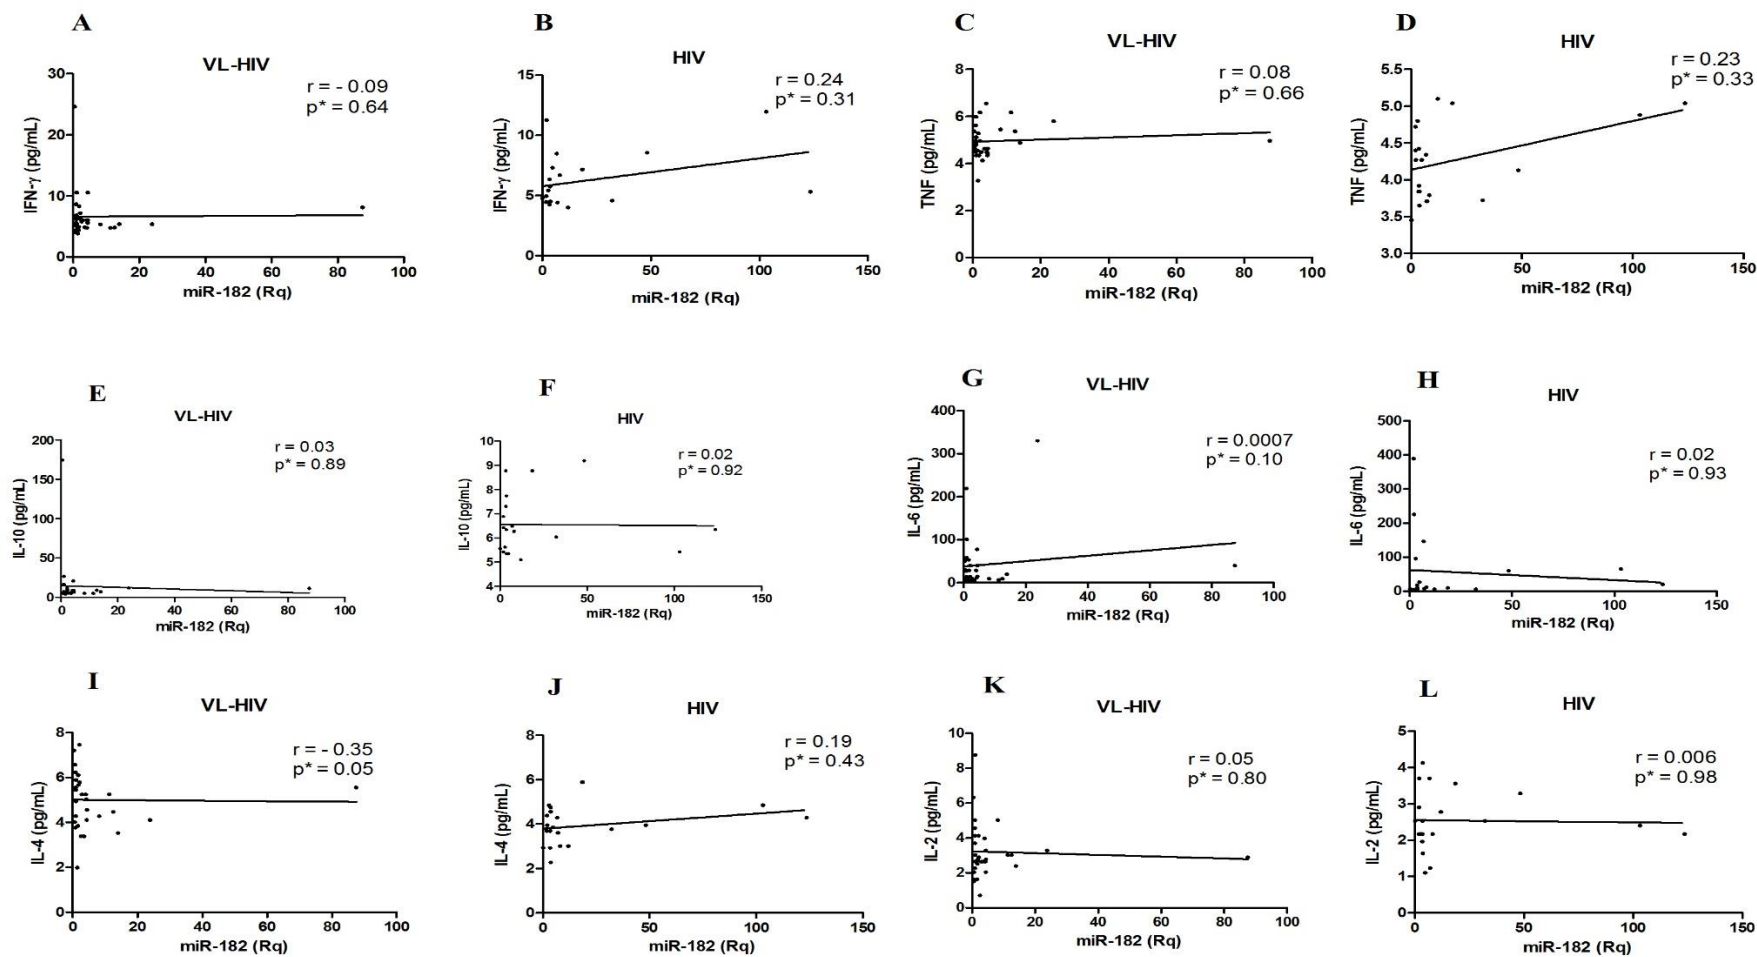 A
VL-HIV
r = - 0.09
p* = 0.64
IFN-γ (pg/mL)
30
20
10
0
0 20 40 60 80 100
miR-182 (Rq)
B
HIV
r = 0.24
p* = 0.31
IFN-γ (pg/mL)
15
10
5
0
0 50 100 150
miR-182 (Rq)
C
VL-HIV
r = 0.08
p* = 0.66
TNF (pg/mL)
8
6
4
2
0
0 20 40 60 80 100
miR-182 (Rq)
D
HIV
r = 0.23
p* = 0.33
TNF (pg/mL)
5.5
5.0
4.5
4.0
3.5
3.0
0 50 100 150
miR-182 (Rq)
E
VL-HIV
r = 0.03
p* = 0.89
IL-10 (pg/mL)
200
150
100
50
0
0 20 40 60 80 100
miR-182 (Rq)
F
HIV
r = 0.02
p* = 0.92
IL-10 (pg/mL)
10
9
8
7
6
5
4
0 50 100 150
miR-182 (Rq)
G
VL-HIV
r = 0.0007
p* = 0.10
IL-6 (pg/mL)
400
300
200
100
0
0 20 40 60 80 100
miR-182 (Rq)
H
HIV
r = 0.02
p* = 0.93
IL-6 (pg/mL)
500
400
300
200
100
0
0 50 100 150
miR-182 (Rq)
I
VL-HIV
r = - 0.35
p* = 0.05
IL-4 (pg/mL)
8
6
4
2
0
0 20 40 60 80 100
miR-182 (Rq)
J
HIV
r = 0.19
p* = 0.43
IL-4 (pg/mL)
8
6
4
2
0
0 50 100 150
miR-182 (Rq)
K
VL-HIV
r = 0.05
p* = 0.80
IL-2 (pg/mL)
10
8
6
4
2
0
0 20 40 60 80 100
miR-182 (Rq)
L
HIV
r = 0.006
p* = 0.98
IL-2 (pg/mL)
5
4
3
2
1
0
0 50 100 150
miR-182 (Rq)